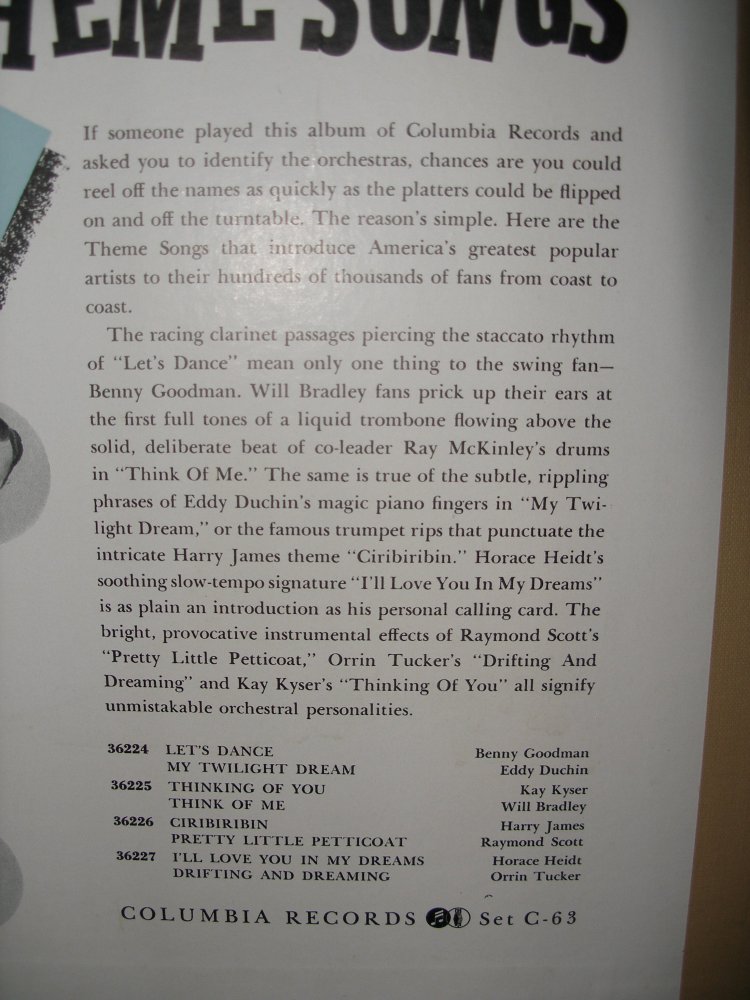 THEME SONGS
If someone played this album of Columbia Records and
asked you to identify the orchestras, chances are you could
reel off the names as quickly as the platters could be flipped
on and off the turntable. The reason's simple. Here are the
Theme Songs that introduce America's greatest popular
artists to their hundreds of thousands of fans from coast to
coast.
The racing clarinet passages piercing the staccato rhythm
of "Let's Dance" mean only one thing to the swing fan—
Benny Goodman. Will Bradley fans prick up their ears at
the first full tones of a liquid trombone flowing above the
solid, deliberate beat of co-leader Ray McKinley's drums
in "Think Of Me." The same is true of the subtle, rippling
phrases of Eddy Duchin's magic piano fingers in "My Twi-
light Dream," or the famous trumpet rips that punctuate the
intricate Harry James theme "Ciribiribin." Horace Heidt's
soothing slow-tempo signature "I'll Love You In My Dreams"
is as plain an introduction as his personal calling card. The
bright, provocative instrumental effects of Raymond Scott's
"Pretty Little Petticoat," Orrin Tucker's "Drifting And
Dreaming" and Kay Kyser's "Thinking Of You" all signify
unmistakable orchestral personalities.
36224 LET'S DANCE Benny Goodman
MY TWILIGHT DREAM Eddy Duchin
36225 THINKING OF YOU Kay Kyser
THINK OF ME Will Bradley
36226 CIRIBIRIBIN Harry James
PRETTY LITTLE PETTICOAT Raymond Scott
36227 I'LL LOVE YOU IN MY DREAMS Horace Heidt
DRIFTING AND DREAMING Orrin Tucker
COLUMBIA RECORDS Set C-63